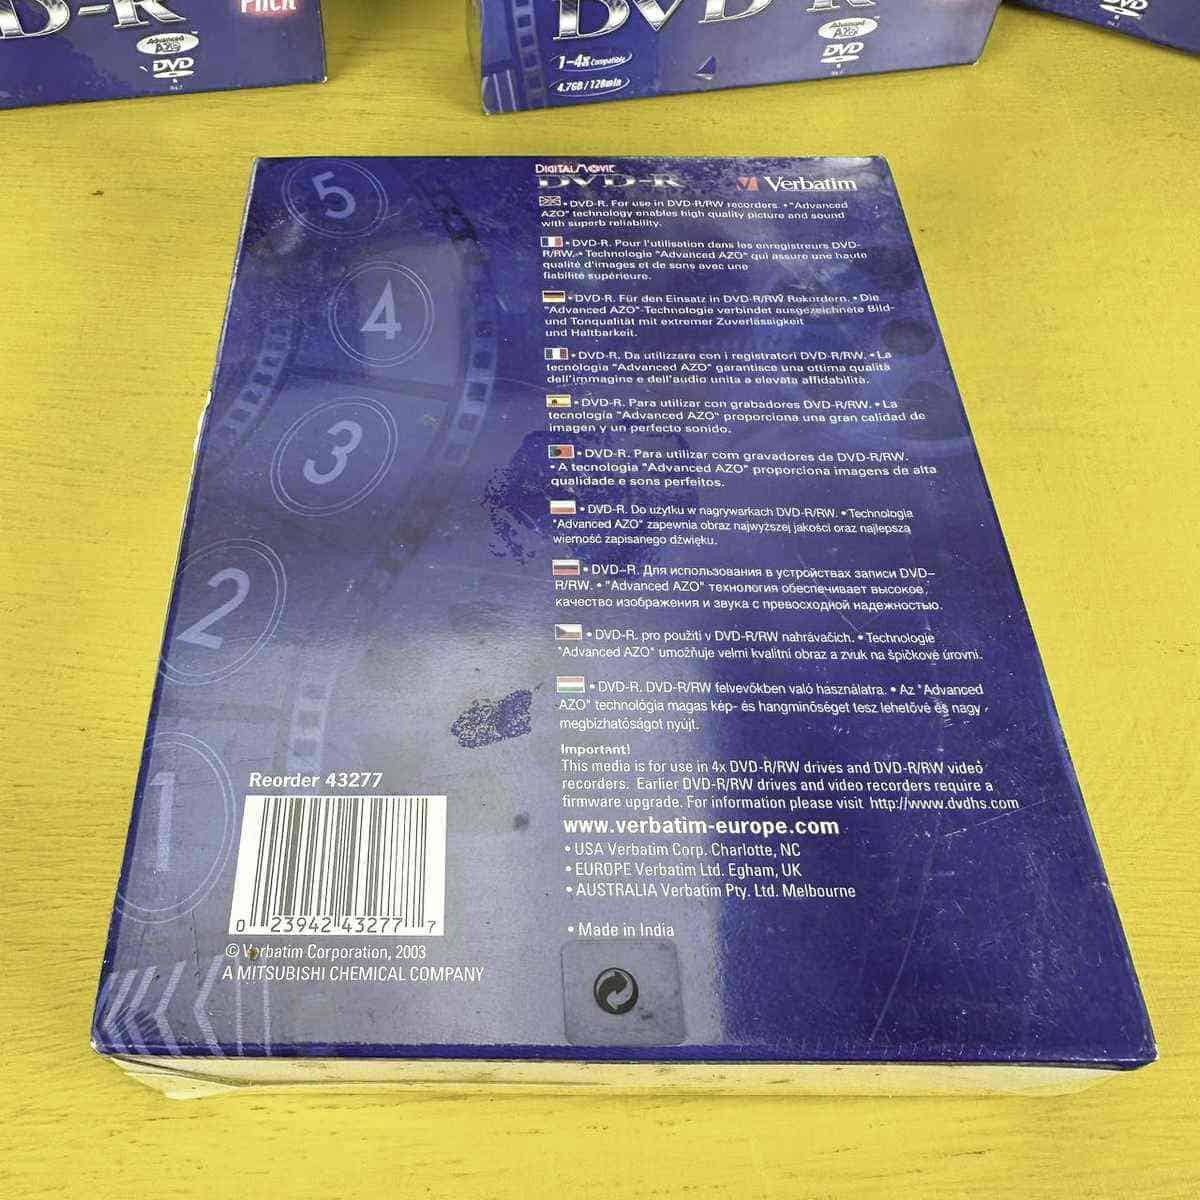 DVD-R
PACK
Advanced
AZO
DVD
R
DVD-R
1-4x Compatible
4.7GB/120min
Advanced
AZO
DVD
R
DVD
5
4
3
2
1
DIGITALMOVIE
DVD-R
Verbatim
• DVD-R. For use in DVD-R/RW recorders. • "Advanced
AZO" technology enables high quality picture and sound
with superb reliability.
• DVD-R. Pour l'utilisation dans les enregistreurs DVD-
R/RW. • Technologie "Advanced AZO" qui assure une haute
qualité d'images et de sons avec une
fiabilité supérieure.
• DVD-R. Für den Einsatz in DVD-R/RW Rekordern. • Die
"Advanced AZO"-Technologie verbindet ausgezeichnete Bild-
und Tonqualität mit extremer Zuverlässigkeit
und Haltbarkeit.
• DVD-R. Da utilizzare con i registratori DVD-R/RW. • La
tecnologia "Advanced AZO" garantisce una ottima qualità
dell'immagine e dell'audio unita a elevata affidabilità.
• DVD-R. Para utilizar con grabadores DVD-R/RW. • La
tecnología "Advanced AZO" proporciona una gran calidad de
imagen y un perfecto sonido.
• DVD-R. Para utilizar com gravadores de DVD-R/RW.
• A tecnologia "Advanced AZO" proporciona imagens de alta
qualidade e sons perfeitos.
• DVD-R. Do użytku w nagrywarkach DVD-R/RW. • Technologia
"Advanced AZO" zapewnia obraz najwyższej jakości oraz najlepszą
wierność zapisanego dźwięku.
• DVD–R. Для использования в устройствах записи DVD–
R/RW. • "Advanced AZO" технология обеспечивает высокое
качество изображения и звука с превосходной надежностью.
• DVD-R. pro použití v DVD-R/RW nahrávačích. • Technologie
"Advanced AZO" umožňuje velmi kvalitní obraz a zvuk na špičkové úrovni.
• DVD-R. DVD-R/RW felvevőkben való használatra. • Az "Advanced
AZO" technológia magas kép- és hangminőséget tesz lehetővé és nagy
megbízhatóságot nyújt.
Important!
This media is for use in 4x DVD-R/RW drives and DVD-R/RW video
recorders. Earlier DVD-R/RW drives and video recorders require a
firmware upgrade. For information please visit http://www.dvdhs.com
www.verbatim-europe.com
• USA Verbatim Corp. Charlotte, NC
• EUROPE Verbatim Ltd. Egham, UK
• AUSTRALIA Verbatim Pty. Ltd. Melbourne
• Made in India
Reorder 43277
0 23942 43277 7
© Verbatim Corporation, 2003
A MITSUBISHI CHEMICAL COMPANY